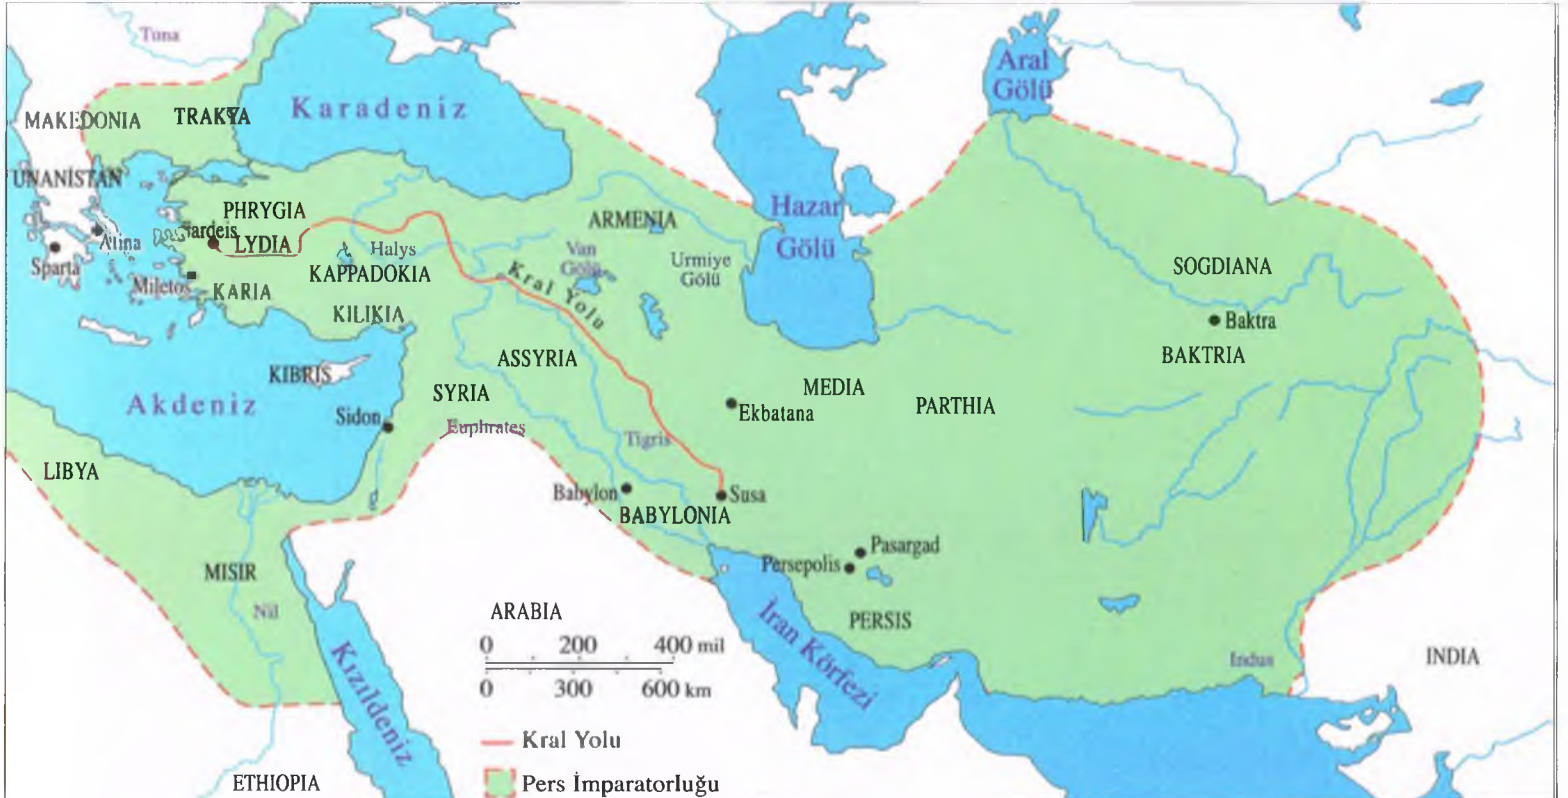 Tuna
Karadeniz
Aral
Gölü
MAKEDONIA
TRAKYA
UNANİSTAN
PHRYGIA
Sardeis
LYDIA
Atina
Sparta
Miletos
KARIA
Halys
KAPPADOKIA
KILIKIA
ARMENIA
Van
Gölü
Urmiye
Gölü
Hazar
Gölü
Kral Yolu
SOGDIANA
Baktra
BAKTRIA
ASSYRIA
KIBRIS
SYRIA
MEDIA
PARTHIA
Ekbatana
Akdeniz
Sidon
Euphrates
Tigris
LIBYA
Babylon
Susa
BABYLONIA
Pasargad
Persepolis
MISIR
Nil
ARABIA
PERSIS
İran Körfezi
Indus
INDIA
Kızıldeniz
0 200 400 mil
0 300 600 km
Kral Yolu
Pers İmparatorluğu
ETHIOPIA